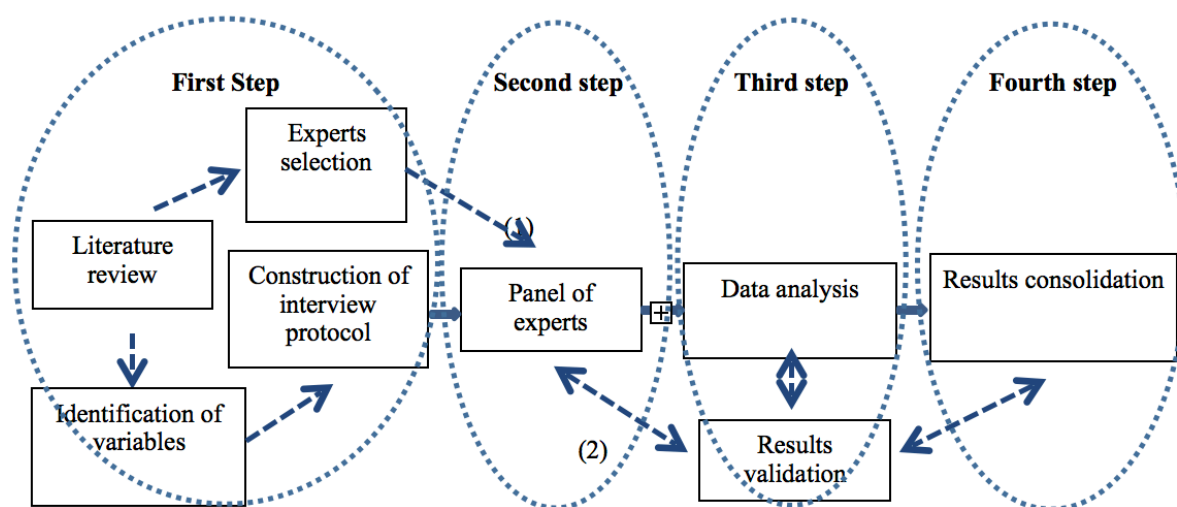 First Step
Second step
Third step
Fourth step
Experts
selection
Literature
review
Construction of
interview
protocol
Identification of
variables
(1)
Panel of
experts
(2)
Data analysis
Results
validation
Results consolidation